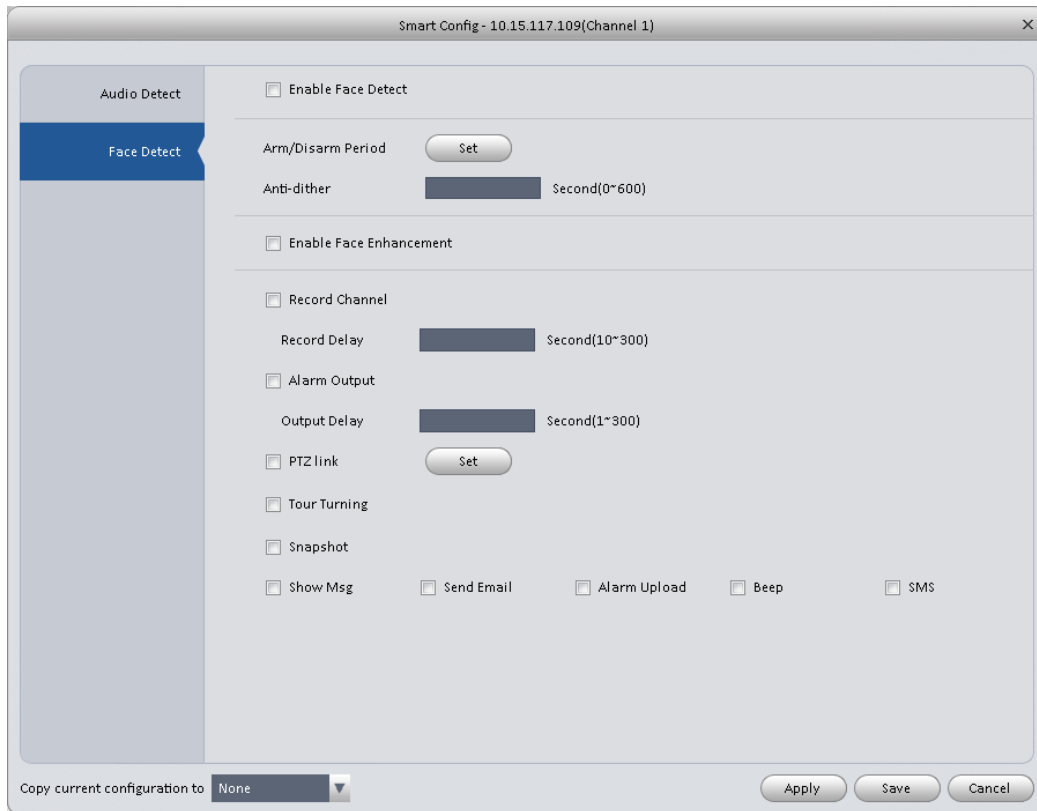 Smart Config - 10.15.117.109(Channel 1)
Audio Detect
Face Detect
Enable Face Detect
Arm/Disarm Period Set
Anti-dither Second(0~600)
Enable Face Enhancement
Record Channel
Record Delay Second(10~300)
Alarm Output
Output Delay Second(1~300)
PTZ link Set
Tour Turning
Snapshot
Show Msg Send Email Alarm Upload Beep SMS
Copy current configuration to None Apply Save Cancel